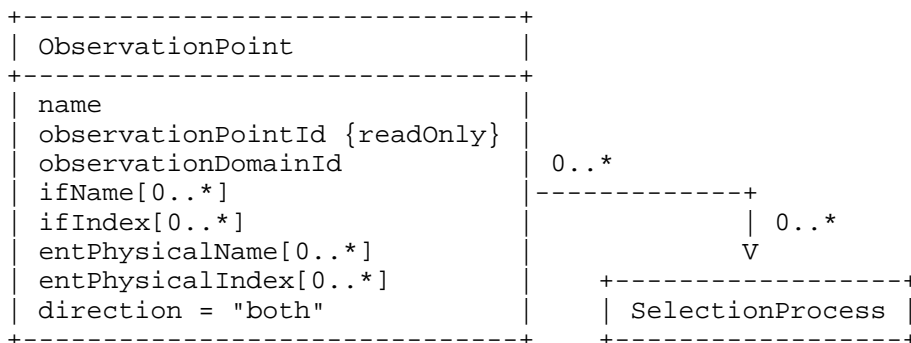 +-------------------------------+
| ObservationPoint              |
+-------------------------------+
| name                          |
| observationPointId {readOnly} |
| observationDomainId           | 0..*
| ifName[0..*]                  |-------------+
| ifIndex[0..*]                 |             | 0..*
| entPhysicalName[0..*]         |             V
| entPhysicalIndex[0..*]        |    +------------------+
| direction = "both"            |    | SelectionProcess |
+-------------------------------+    +------------------+